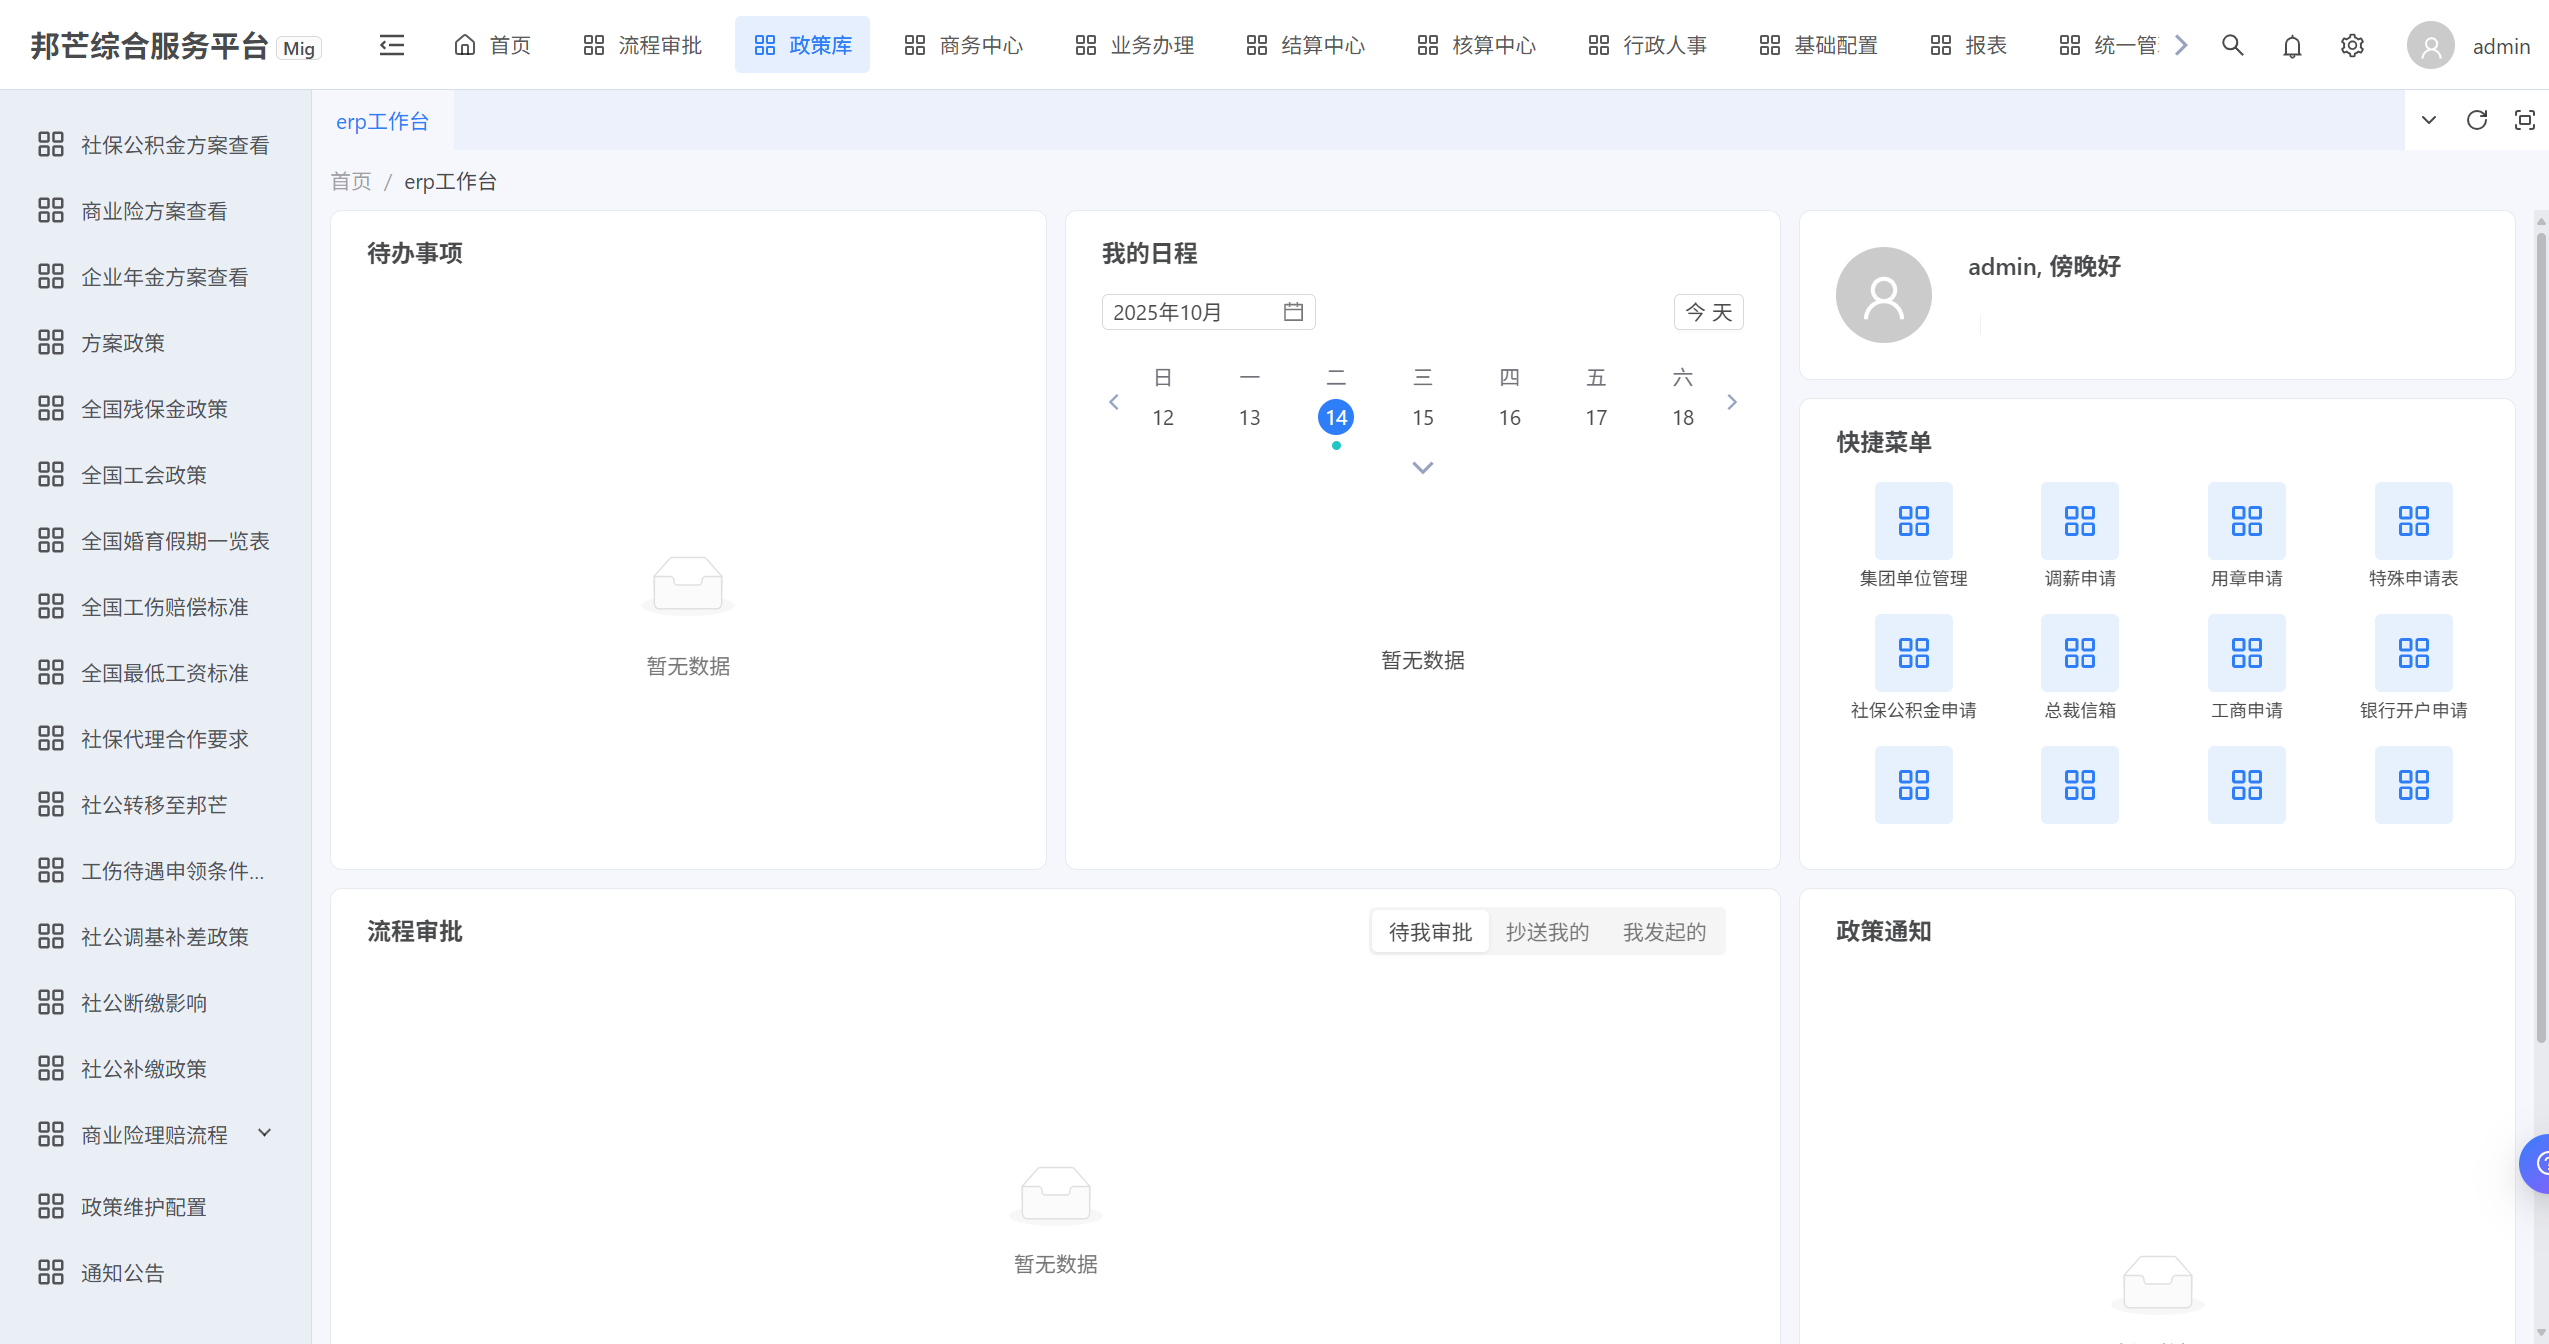 邦芒综合服务平台 Mig
首页 流程审批 政策库 商务中心 业务办理 结算中心 核算中心 行政人事 基础配置 报表 统一管
admin
社保公积金方案查看
商业险方案查看
企业年金方案查看
方案政策
全国残保金政策
全国工会政策
全国婚育假期一览表
全国工伤赔偿标准
全国最低工资标准
社保代理合作要求
社公转移至邦芒
工伤待遇申领条件...
社公调基补差政策
社公断缴影响
社公补缴政策
商业险理赔流程
政策维护配置
通知公告
erp工作台
首页 / erp工作台
待办事项
暂无数据
我的日程
2025年10月
今 天
日 一 二 三 四 五 六
12 13 14 15 16 17 18
暂无数据
admin, 傍晚好
快捷菜单
集团单位管理 调薪申请 用章申请 特殊申请表
社保公积金申请 总裁信箱 工商申请 银行开户申请
流程审批
待我审批 抄送我的 我发起的
暂无数据
政策通知